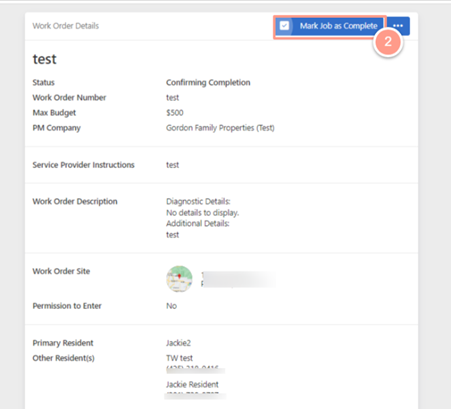 Work Order Details
Mark Job as Complete
2
test
Status Confirming Completion
Work Order Number test
Max Budget $500
PM Company Gordon Family Properties (Test)
Service Provider Instructions test
Work Order Description Diagnostic Details:
No details to display.
Additional Details:
test
Work Order Site
Permission to Enter No
Primary Resident Jackie2
Other Resident(s) TW test
Jackie Resident